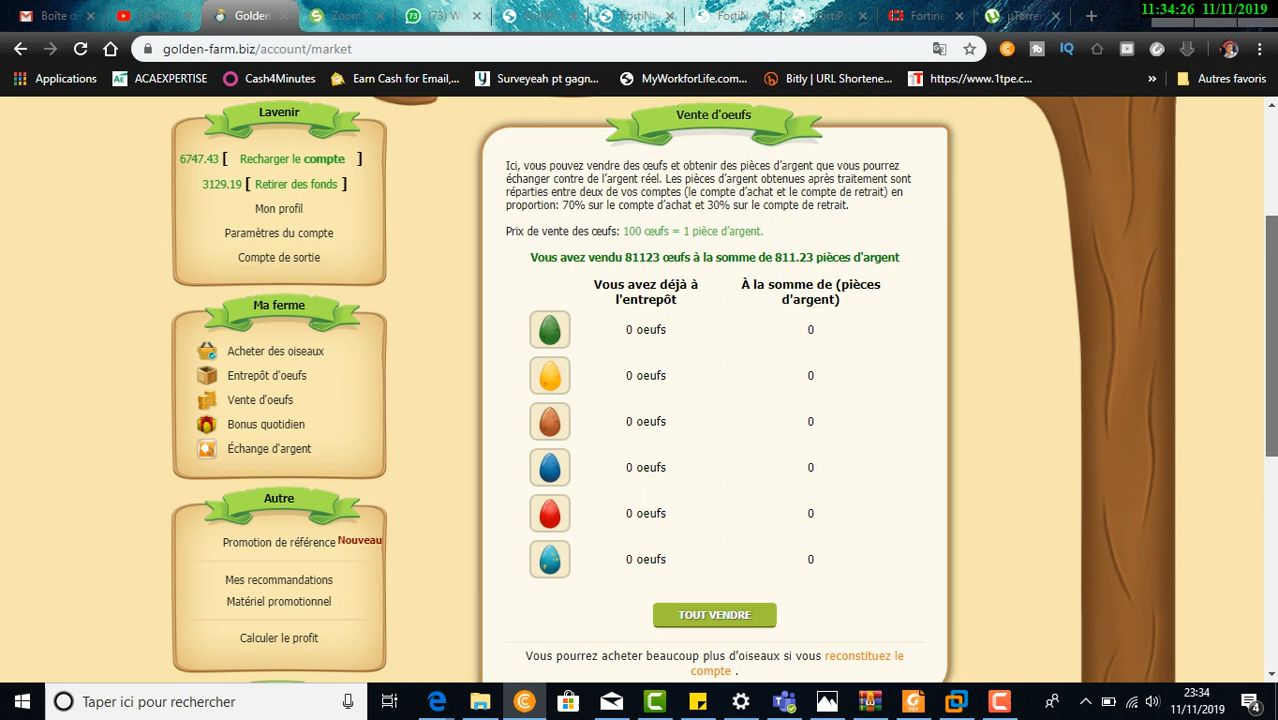 11:34:26 11/11/2019
Boîte d
Golden
Zoom
(73) W
FortiNe
Fortine
µTorre
golden-farm.biz/account/market
Applications
ACAEXPERTISE
Cash4Minutes
Earn Cash for Email,...
Surveyeah pt gagn...
MyWorkforLife.com...
Bitly | URL Shortene...
https://www.1tpe.c...
»
Autres favoris
Lavenir
6747.43 [ Recharger le compte ]
3129.19 [ Retirer des fonds ]
Mon profil
Paramètres du compte
Compte de sortie
Ma ferme
Acheter des oiseaux
Entrepôt d'oeufs
Vente d'oeufs
Bonus quotidien
Échange d'argent
Autre
Promotion de référence Nouveau
Mes recommandations
Matériel promotionnel
Calculer le profit
Vente d'oeufs
Ici, vous pouvez vendre des œufs et obtenir des pièces d'argent que vous pourrez
échanger contre de l'argent réel. Les pièces d'argent obtenues après traitement sont
réparties entre deux de vos comptes (le compte d'achat et le compte de retrait) en
proportion: 70% sur le compte d'achat et 30% sur le compte de retrait.
Prix de vente des œufs: 100 œufs = 1 pièce d'argent.
Vous avez vendu 81123 œufs à la somme de 811.23 pièces d'argent
Vous avez déjà à
l'entrepôt
À la somme de (pièces
d'argent)
0 oeufs 0
0 oeufs 0
0 oeufs 0
0 oeufs 0
0 oeufs 0
0 oeufs 0
TOUT VENDRE
Vous pourrez acheter beaucoup plus d'oiseaux si vous reconstituez le
compte .
Taper ici pour rechercher
23:34
11/11/2019
4